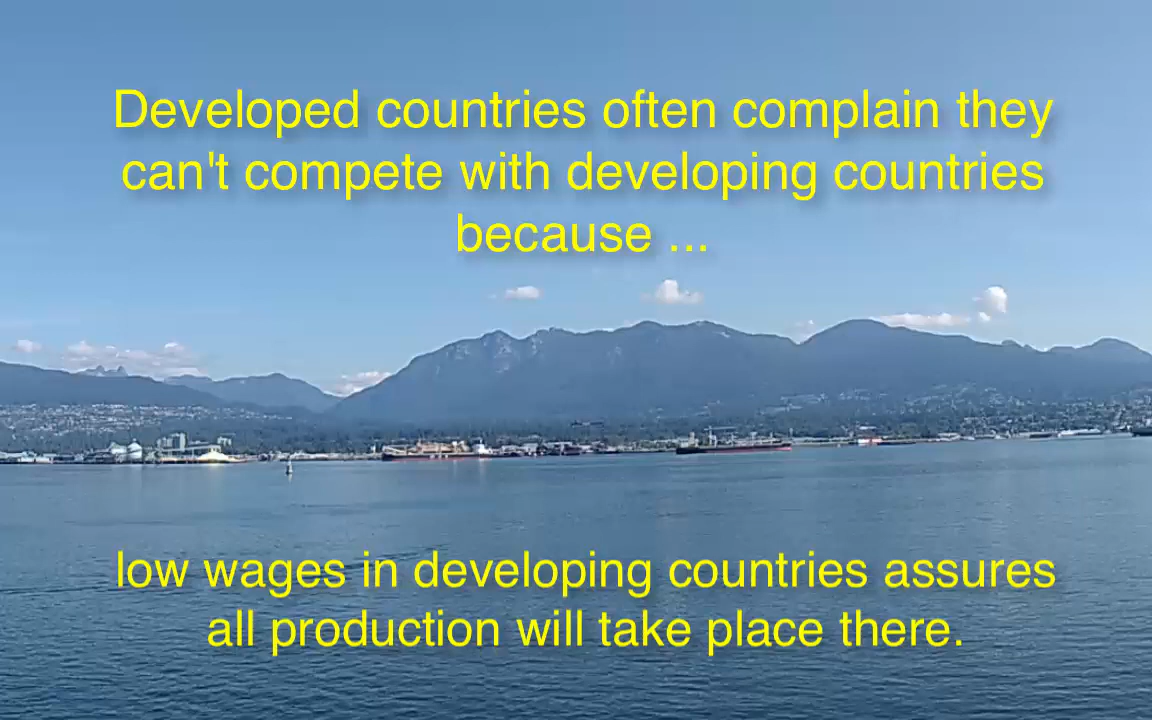 Developed countries often complain they
can't compete with developing countries
because ...
low wages in developing countries assures
all production will take place there.